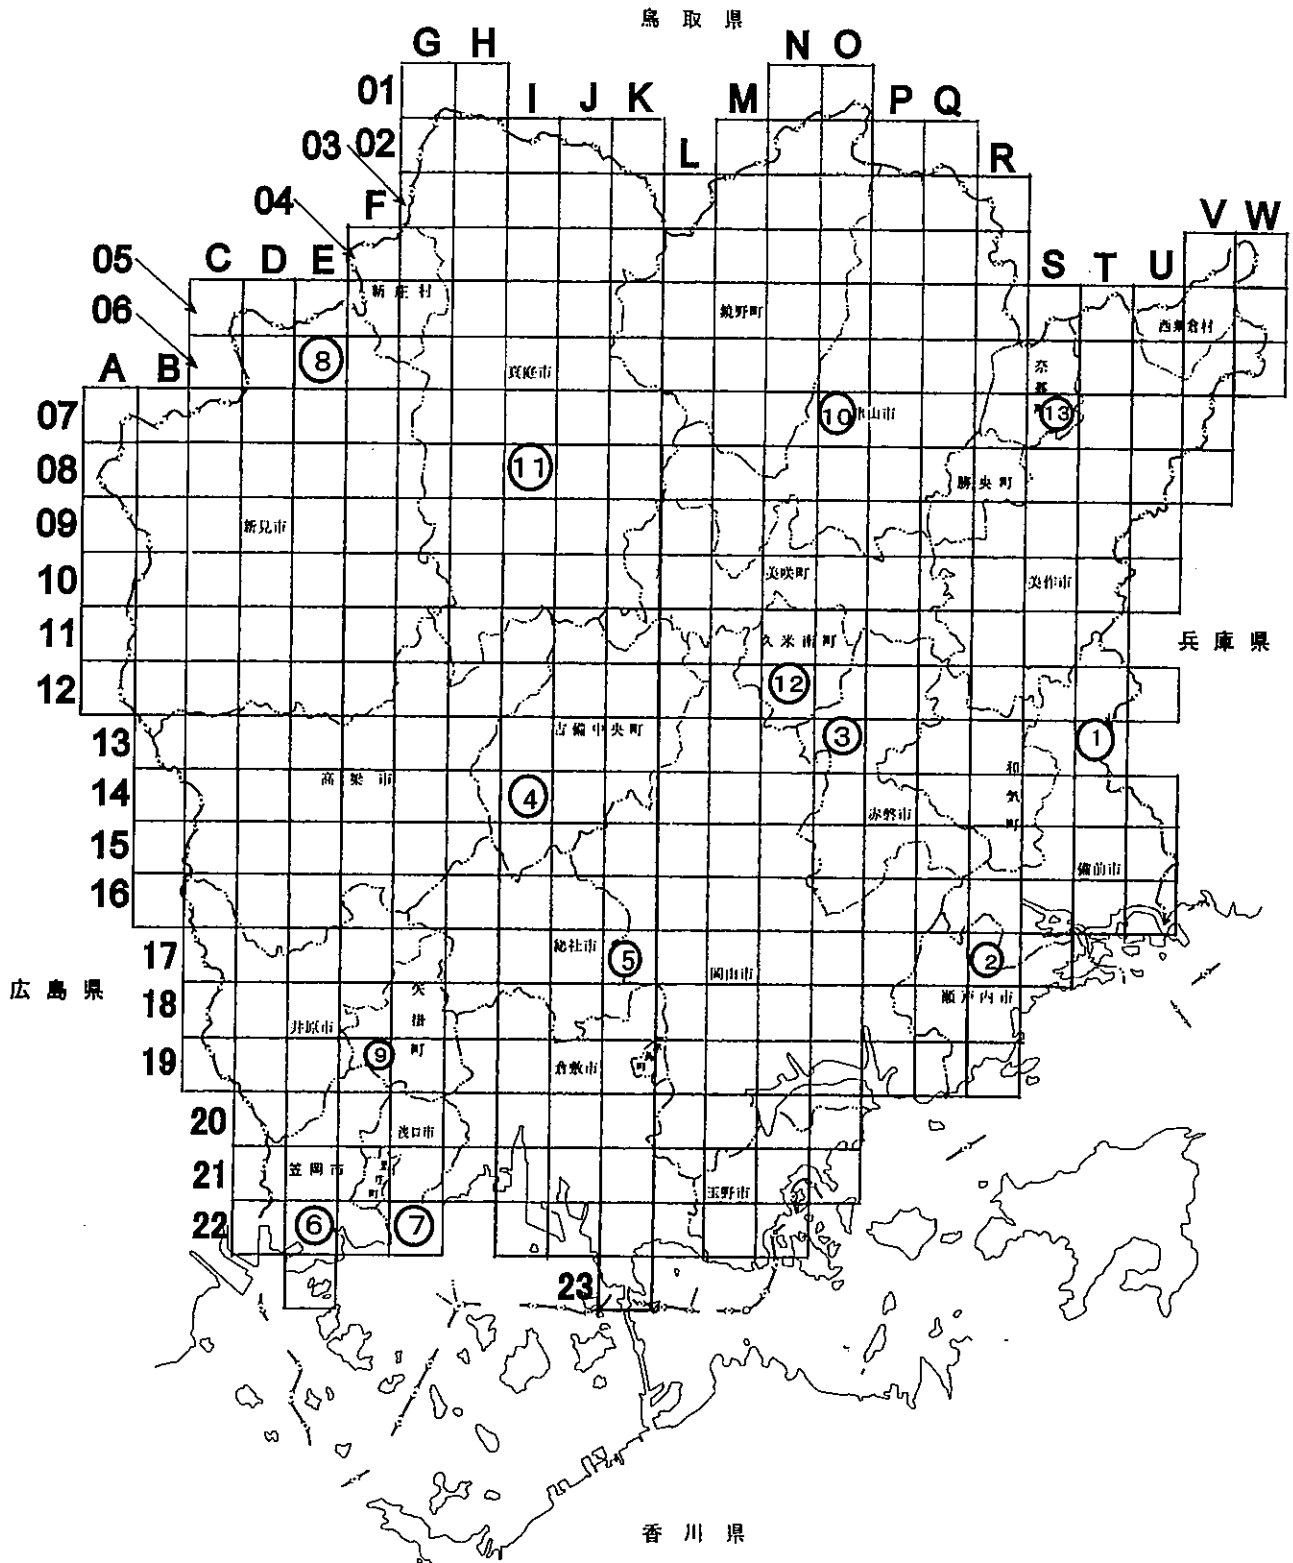 鳥取県
G H N O
01 I J K M P Q
03 02 L R
04 F V W
05 C D E S T U
新庄村 鏡野町 西粟倉村
06
A B ⑧ 真庭市
07 ⑩ 津山市 ⑬
08 ⑪ 勝央町
09 新見市
10 美咲町 美作市
11 久米南町 兵庫県
12 ⑫
13 吉備中央町 ③ ①
高梁市 和気町
14 ④ 赤磐市
15 備前市
16
17 総社市 ⑤ 岡山市 ②
広島県 18 矢掛町 瀬戸内市
井原市
19 ⑨ 倉敷市
20 浅口市
21 笠岡市 里庄町 玉野市
22 ⑥ ⑦
23
香川県